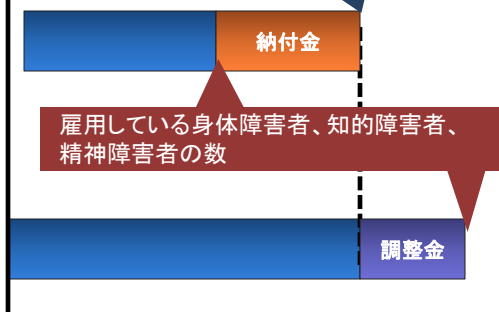 納付金
雇用している身体障害者、知的障害者、
精神障害者の数
調整金